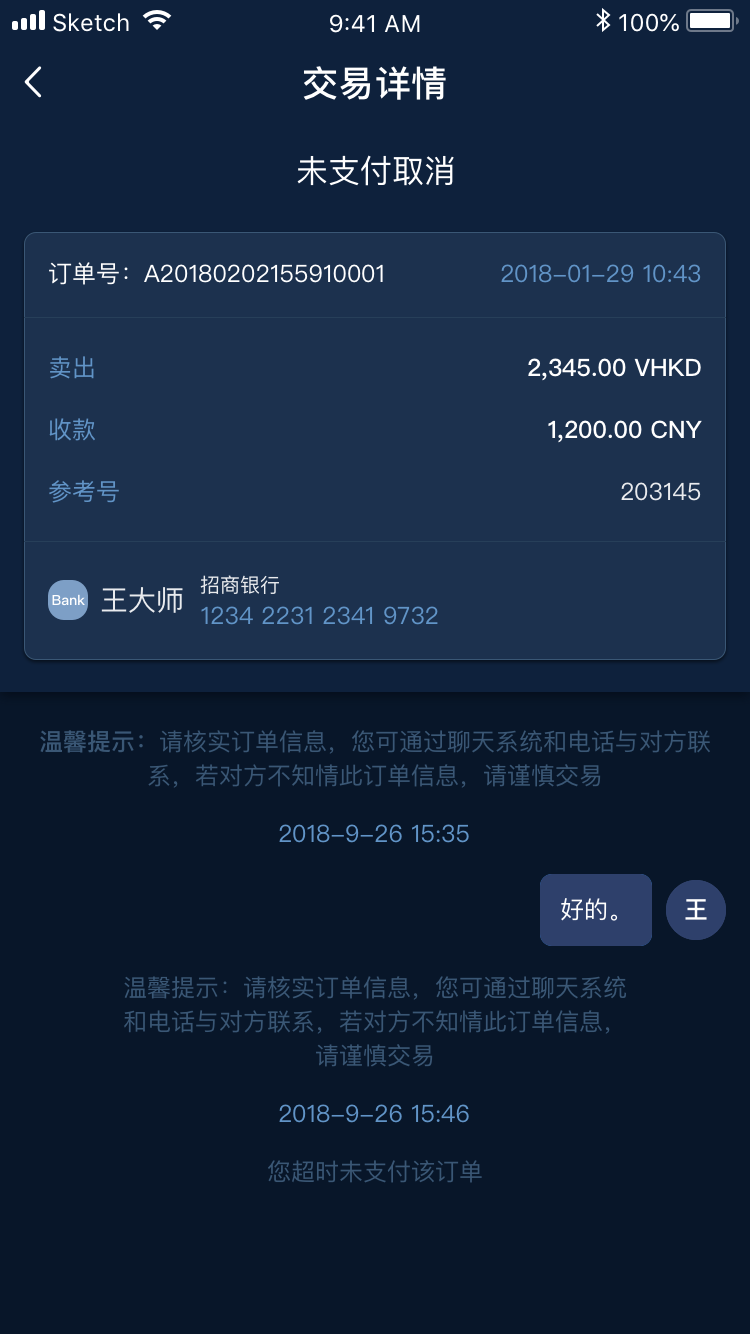 Sketch 9:41 AM 100%
交易详情
未支付取消
订单号：A20180202155910001 2018-01-29 10:43
卖出 2,345.00 VHKD
收款 1,200.00 CNY
参考号 203145
招商银行
Bank 王大师
1234 2231 2341 9732
温馨提示：请核实订单信息，您可通过聊天系统和电话与对方联
系，若对方不知情此订单信息，请谨慎交易
2018-9-26 15:35
好的。 王
温馨提示：请核实订单信息，您可通过聊天系统
和电话与对方联系，若对方不知情此订单信息，
请谨慎交易
2018-9-26 15:46
您超时未支付该订单